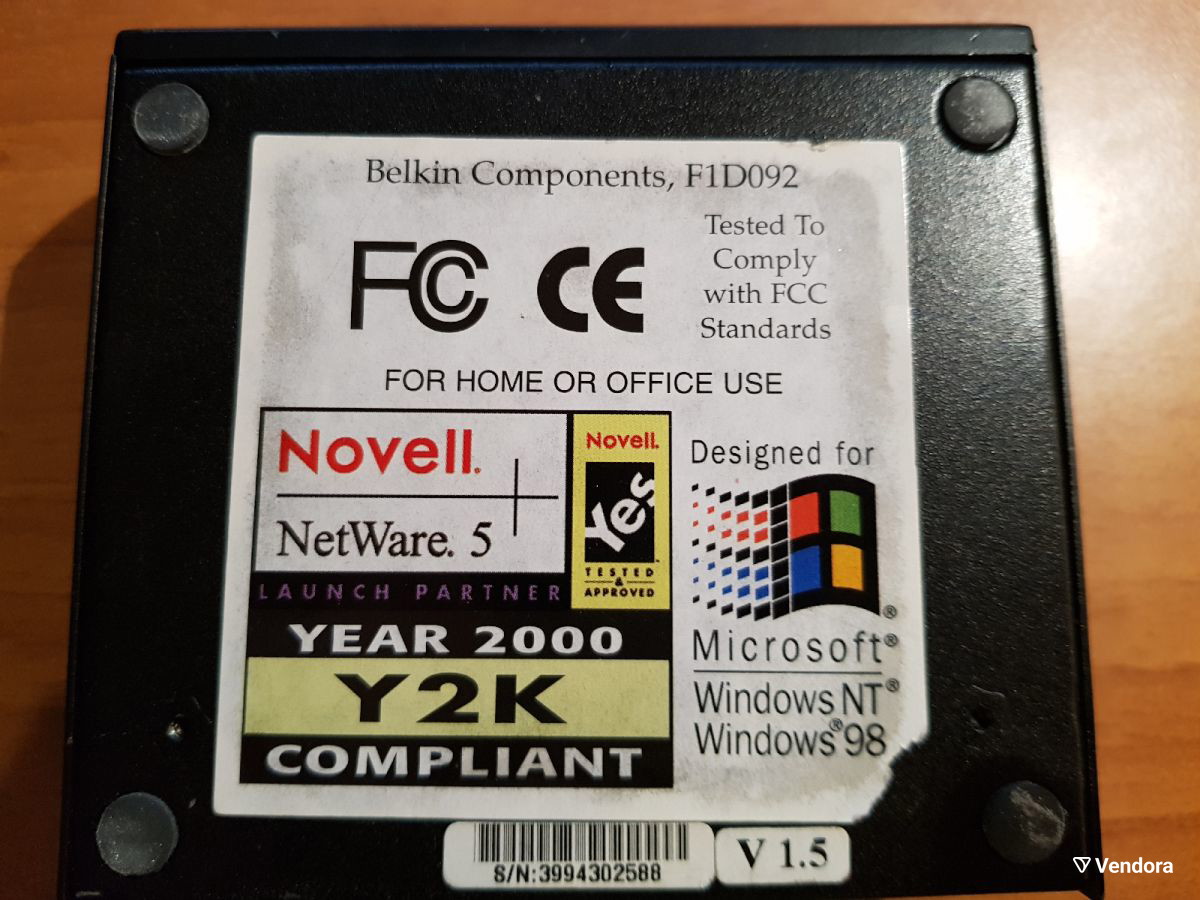 Belkin Components, F1D092
FC CE
Tested To
Comply
with FCC
Standards
FOR HOME OR OFFICE USE
Novell.
NetWare. 5
LAUNCH PARTNER
Novell.
Yes
TESTED
&
APPROVED
YEAR 2000
Y2K
COMPLIANT
Designed for
®
Microsoft®
Windows NT®
Windows®98
S/N:3994302588
V 1.5
Vendora